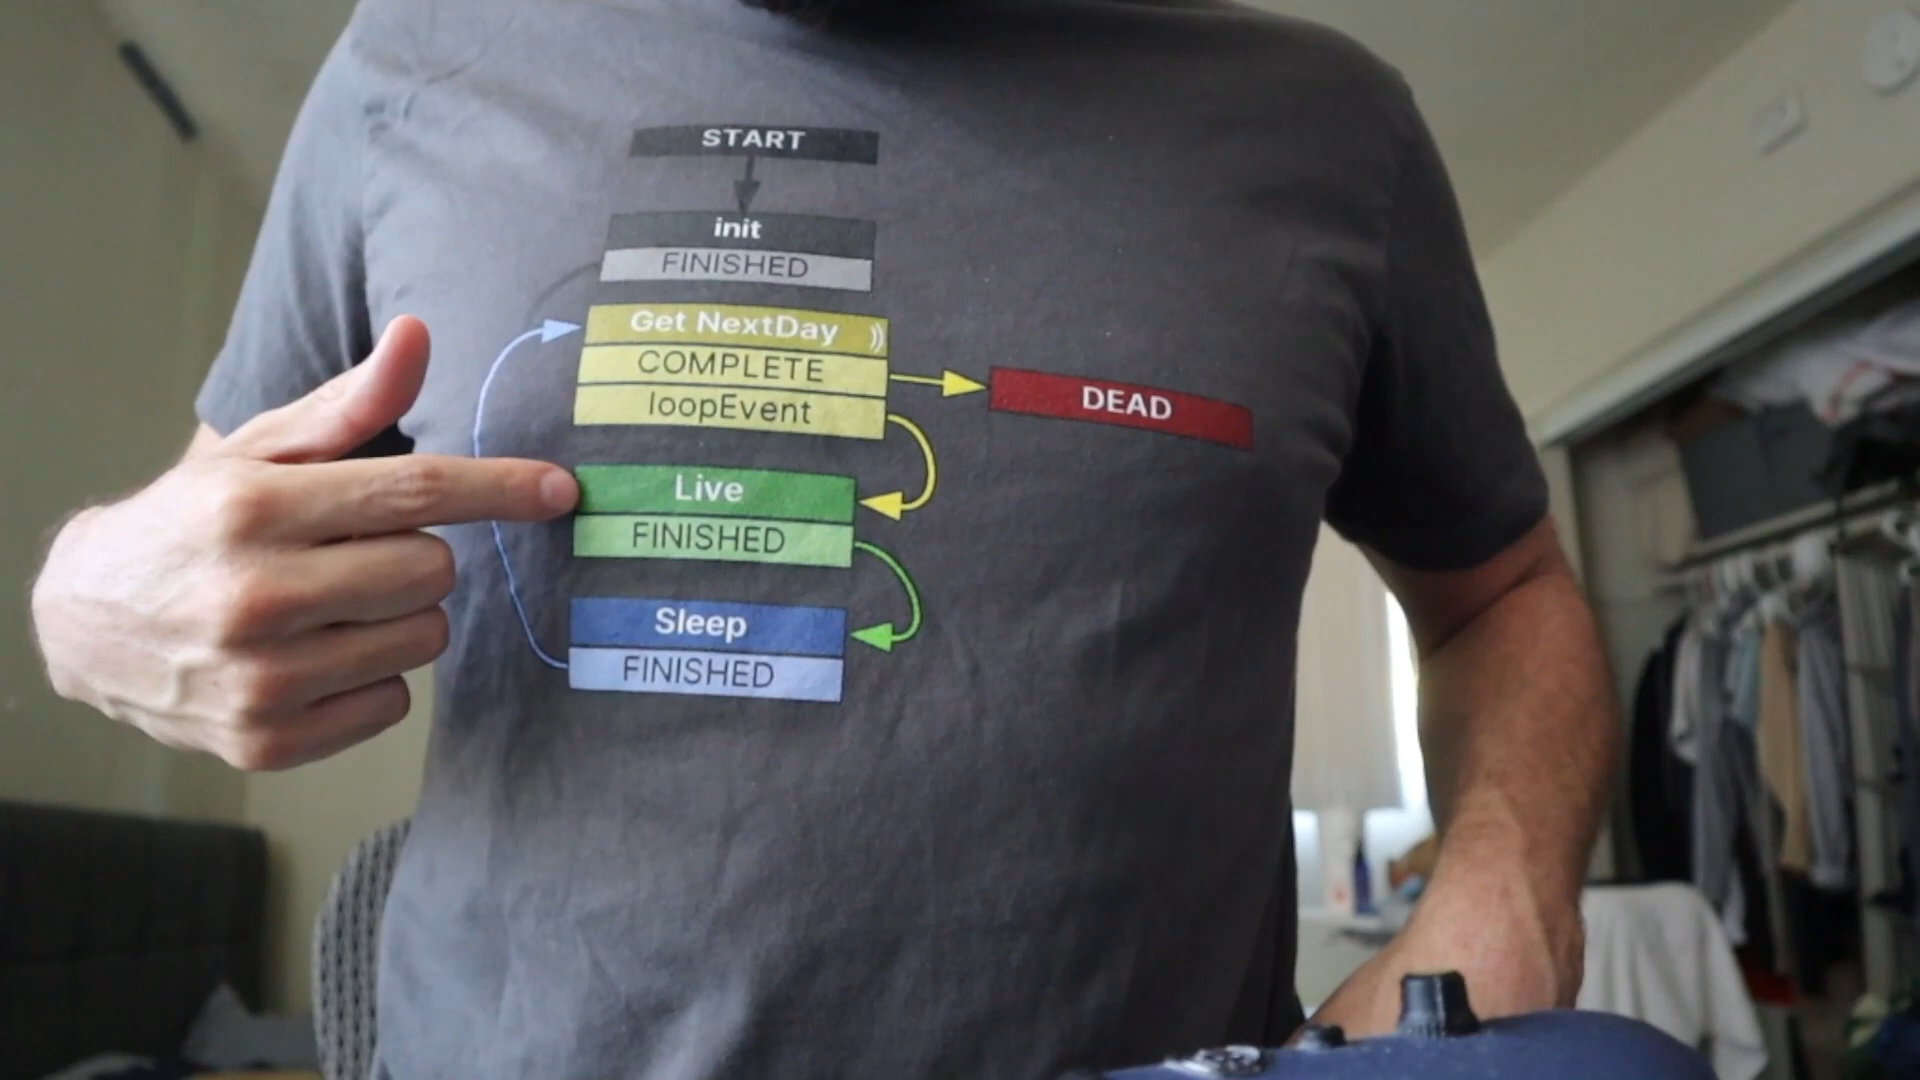 START
init
FINISHED
Get NextDay
COMPLETE
loopEvent
DEAD
Live
FINISHED
Sleep
FINISHED